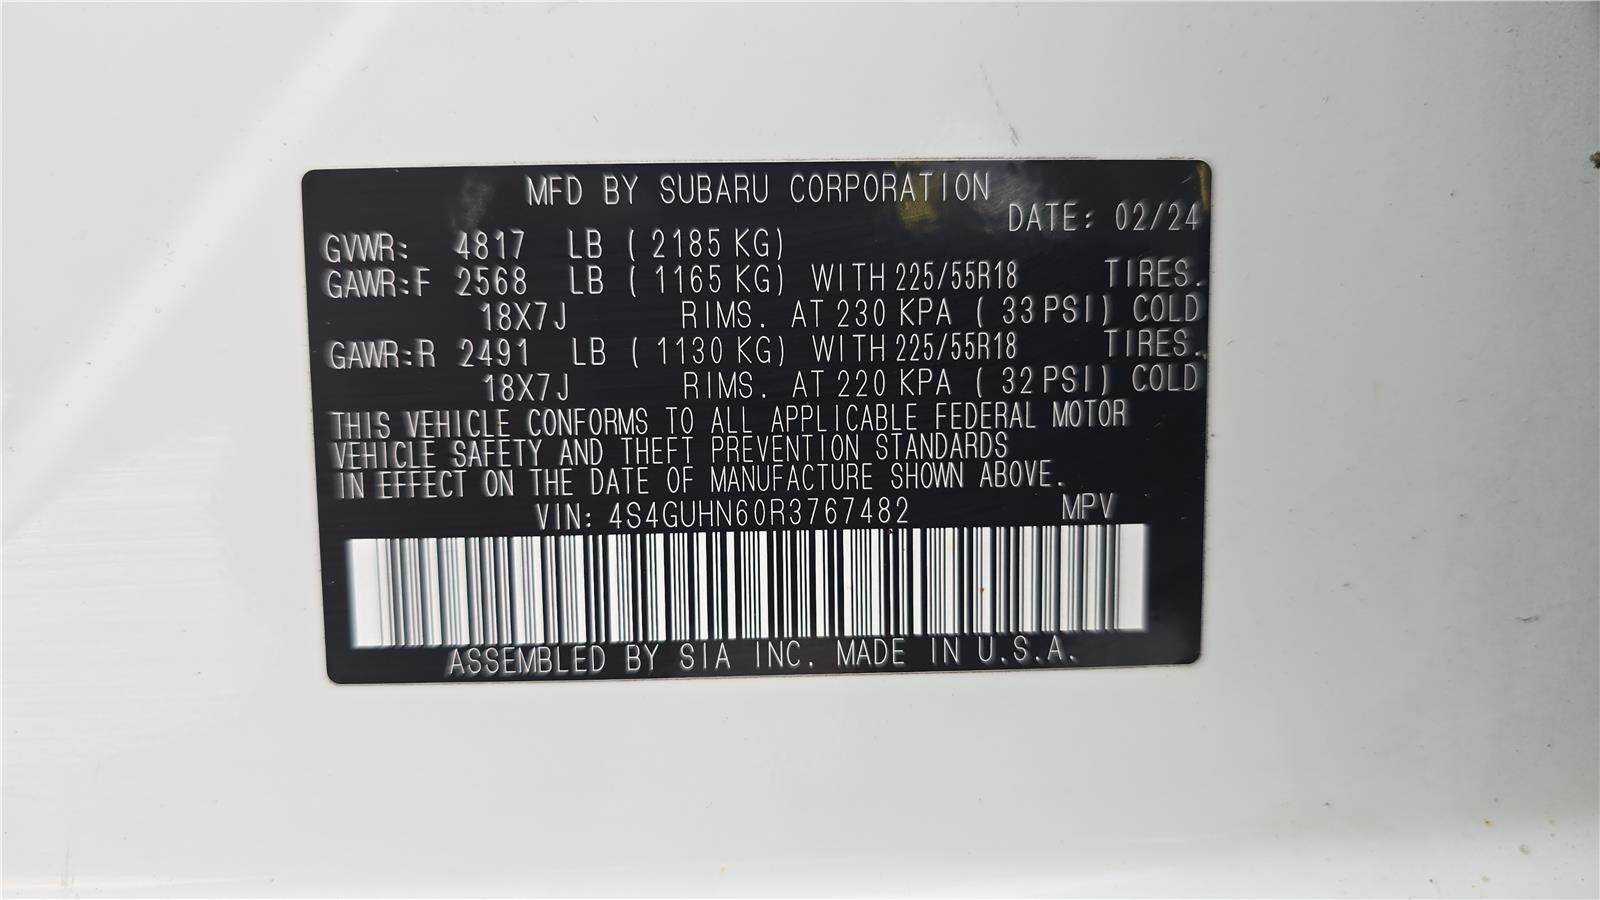 MFD BY SUBARU CORPORATION
DATE: 02/24
GVWR: 4817 LB ( 2185 KG)
GAWR:F 2568 LB ( 1165 KG) WITH 225/55R18 TIRES.
18X7J RIMS. AT 230 KPA ( 33 PSI) COLD
GAWR:R 2491 LB ( 1130 KG) WITH 225/55R18 TIRES.
18X7J RIMS. AT 220 KPA ( 32 PSI) COLD
THIS VEHICLE CONFORMS TO ALL APPLICABLE FEDERAL MOTOR
VEHICLE SAFETY AND THEFT PREVENTION STANDARDS
IN EFFECT ON THE DATE OF MANUFACTURE SHOWN ABOVE.
VIN: 4S4GUHN60R3767482 MPV
ASSEMBLED BY SIA INC. MADE IN U.S.A.